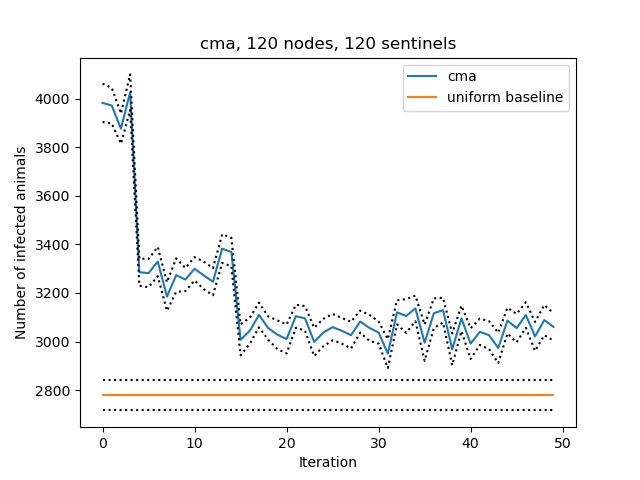 cma, 120 nodes, 120 sentinels
cma
uniform baseline
Number of infected animals
4000
3800
3600
3400
3200
3000
2800
0 10 20 30 40 50
Iteration